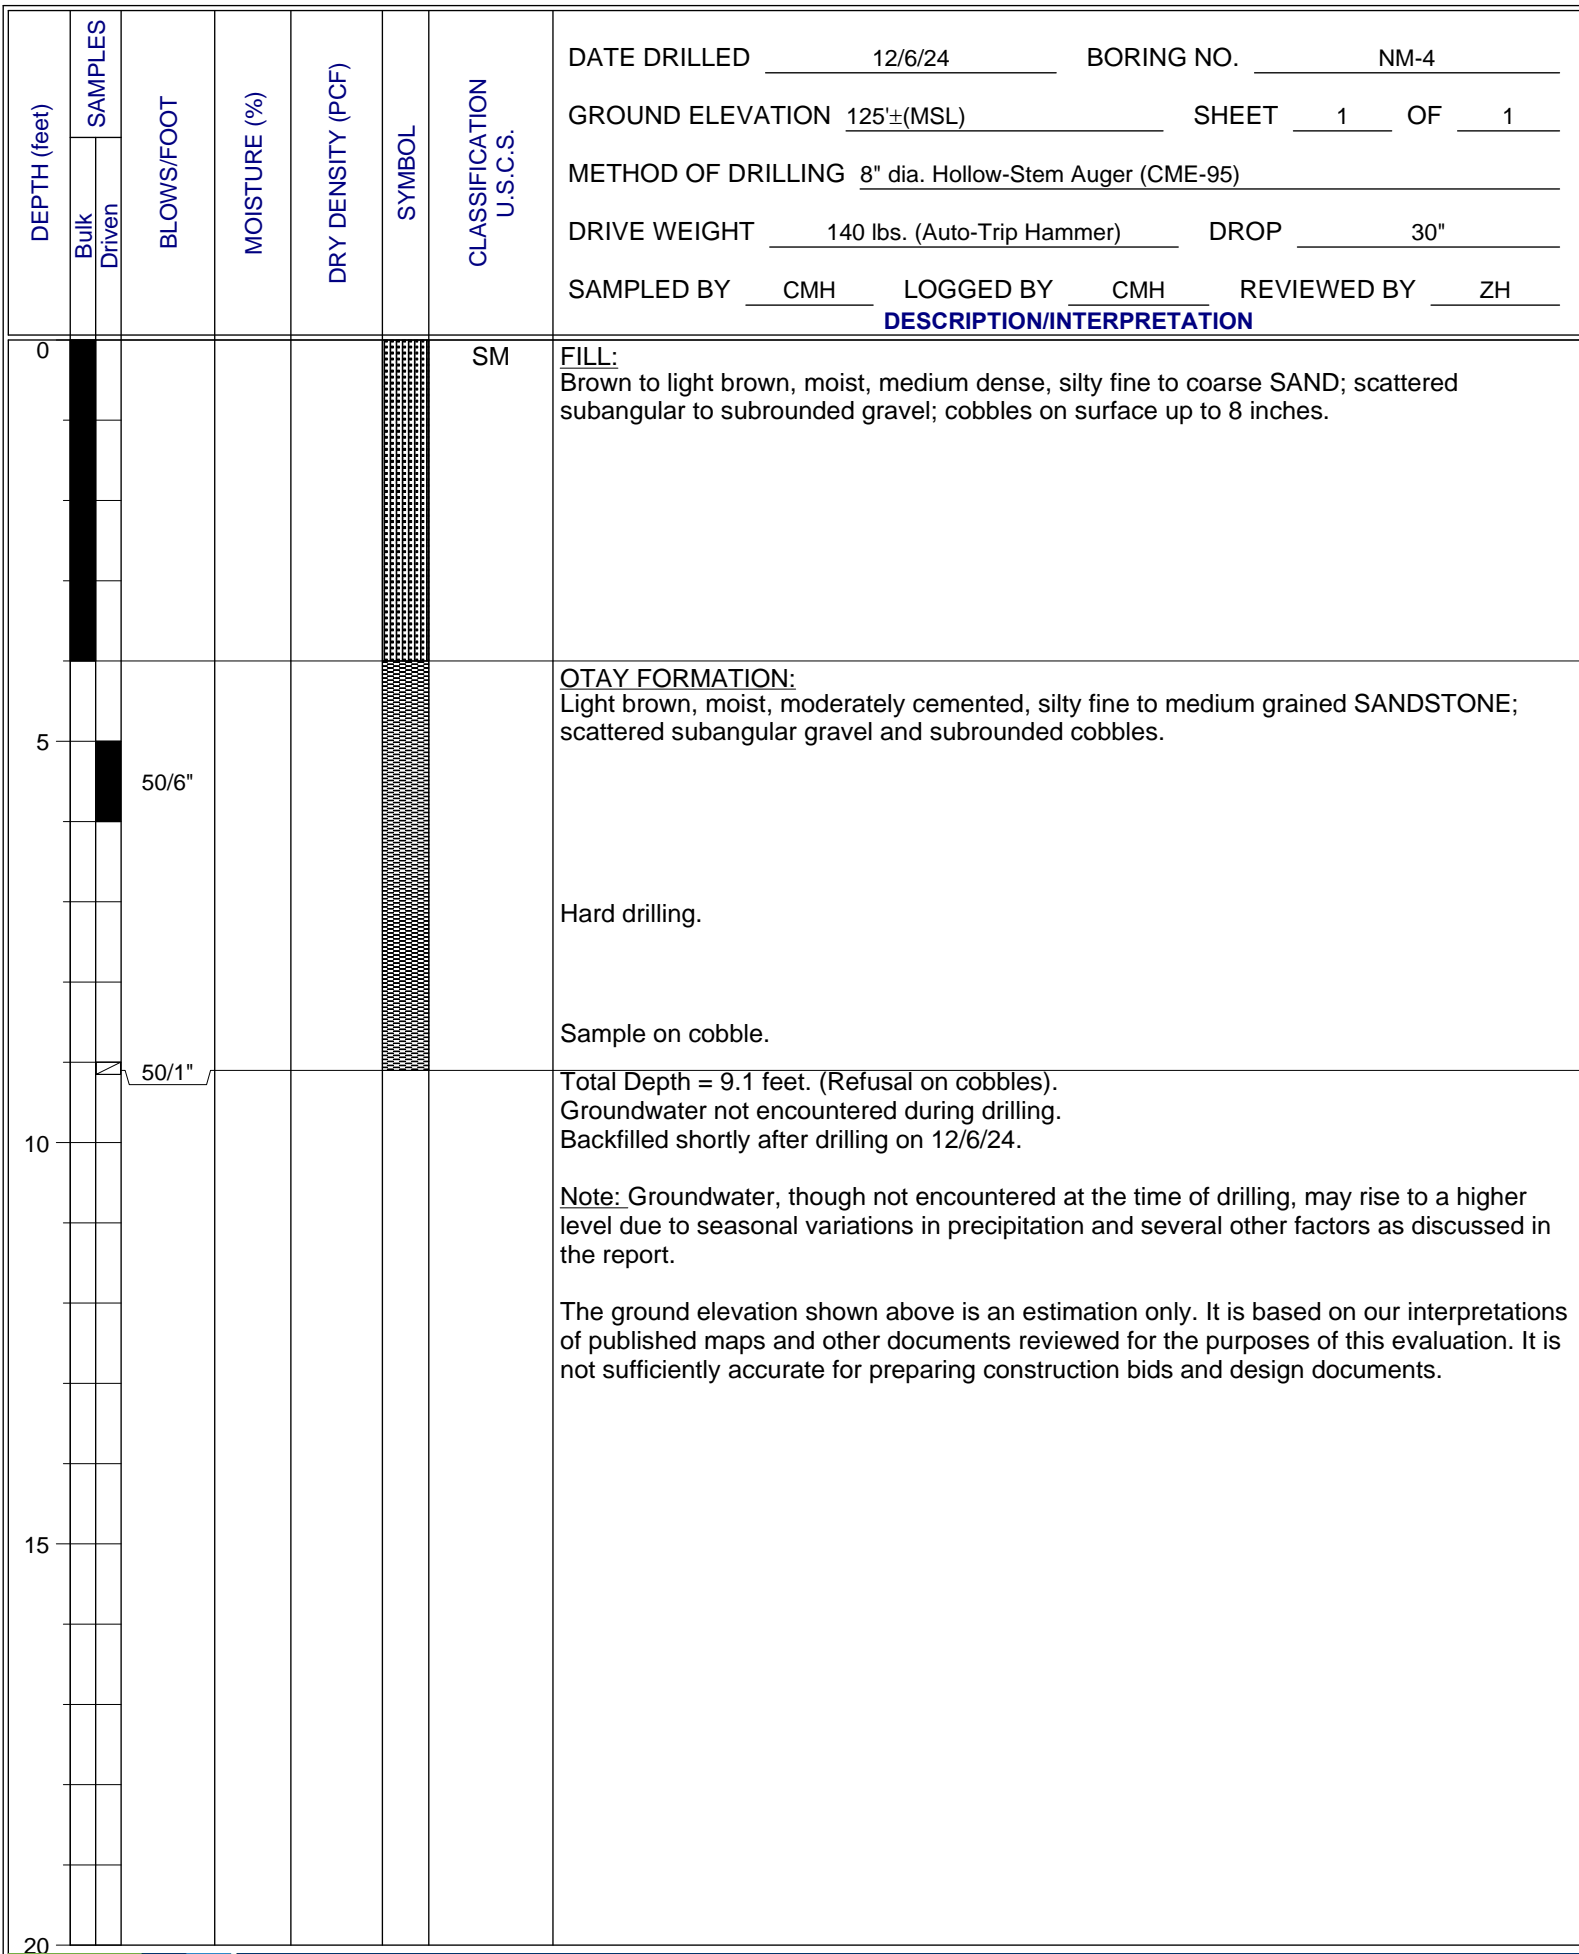 DEPTH (feet)
SAMPLES
Bulk
Driven
BLOWS/FOOT
MOISTURE (%)
DRY DENSITY (PCF)
SYMBOL
CLASSIFICATION
U.S.C.S.
DATE DRILLED 12/6/24 BORING NO. NM-4
GROUND ELEVATION 125'±(MSL) SHEET 1 OF 1
METHOD OF DRILLING 8" dia. Hollow-Stem Auger (CME-95)
DRIVE WEIGHT 140 lbs. (Auto-Trip Hammer) DROP 30"
SAMPLED BY CMH LOGGED BY CMH REVIEWED BY ZH
DESCRIPTION/INTERPRETATION
0 SM FILL:
Brown to light brown, moist, medium dense, silty fine to coarse SAND; scattered
subangular to subrounded gravel; cobbles on surface up to 8 inches.
OTAY FORMATION:
Light brown, moist, moderately cemented, silty fine to medium grained SANDSTONE;
scattered subangular gravel and subrounded cobbles.
5
50/6"
Hard drilling.
Sample on cobble.
50/1"
Total Depth = 9.1 feet. (Refusal on cobbles).
Groundwater not encountered during drilling.
Backfilled shortly after drilling on 12/6/24.
10
Note: Groundwater, though not encountered at the time of drilling, may rise to a higher
level due to seasonal variations in precipitation and several other factors as discussed in
the report.
The ground elevation shown above is an estimation only. It is based on our interpretations
of published maps and other documents reviewed for the purposes of this evaluation. It is
not sufficiently accurate for preparing construction bids and design documents.
15
20